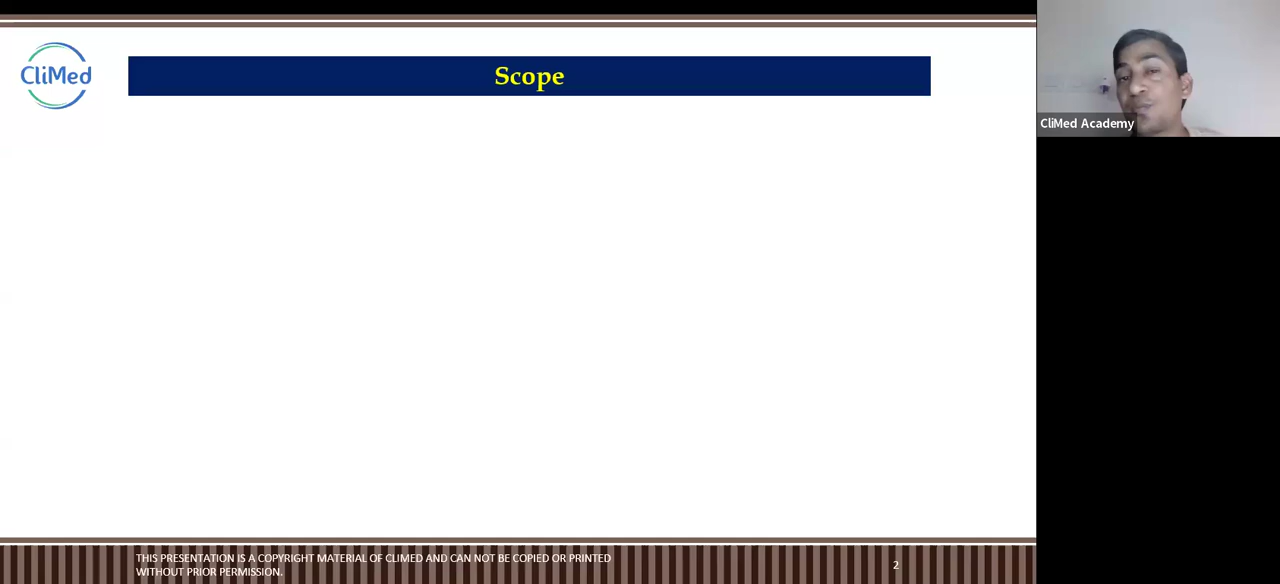 CliMed
Scope
CliMed Academy
THIS PRESENTATION IS A COPYRIGHT MATERIAL OF CLIMED AND CAN NOT BE COPIED OR PRINTED
WITHOUT PRIOR PERMISSION.
2